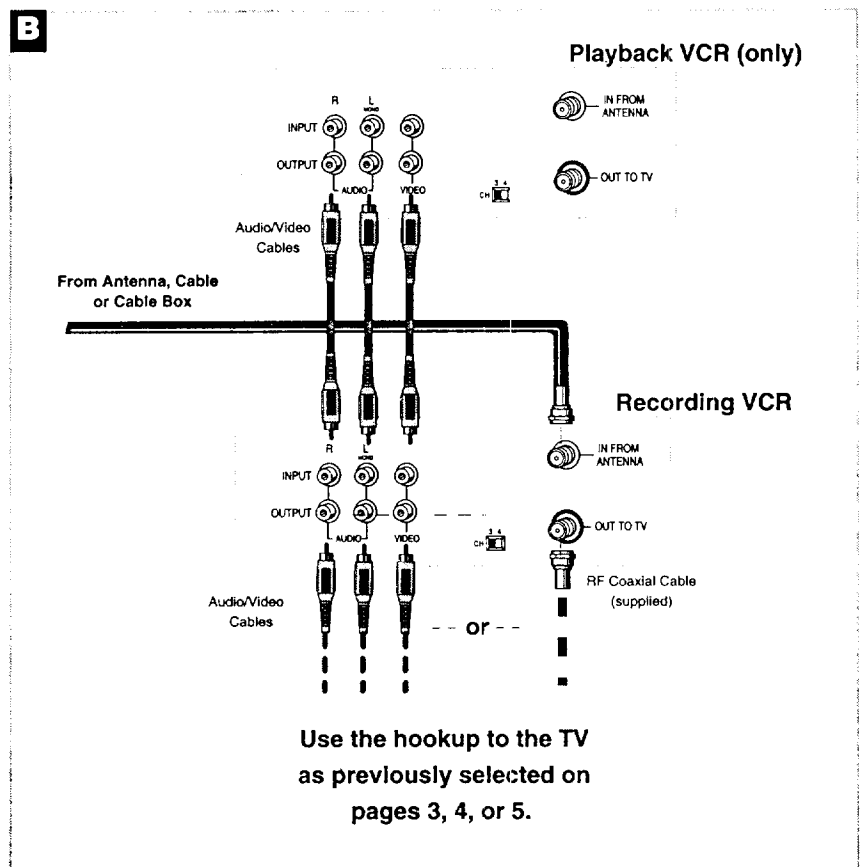 B
Playback VCR (only)
R L
MONO
IN FROM
ANTENNA
INPUT
OUTPUT
OUT TO TV
3 4
CH
AUDIO VIDEO
Audio/Video
Cables
From Antenna, Cable
or Cable Box
Recording VCR
R L
MONO
IN FROM
ANTENNA
INPUT
OUTPUT
OUT TO TV
3 4
CH
AUDIO VIDEO
RF Coaxial Cable
(supplied)
Audio/Video
Cables
or
Use the hookup to the TV
as previously selected on
pages 3, 4, or 5.